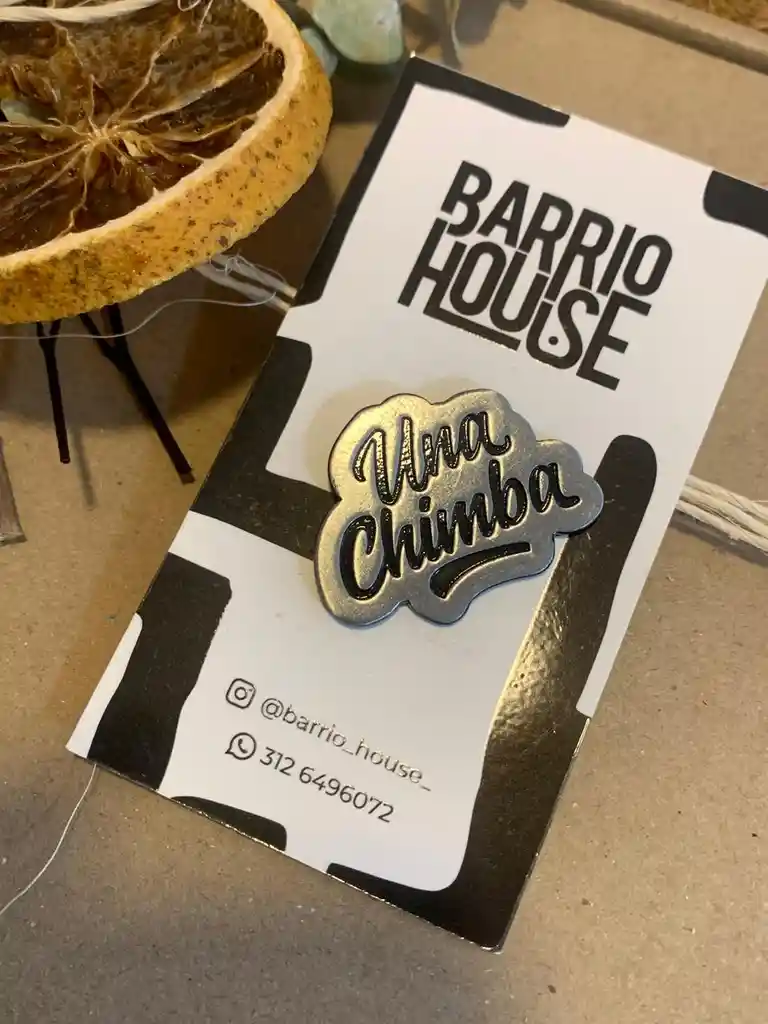 BARRIO
HOUSE
Una
Chimba
@barrio_house_
312 6496072